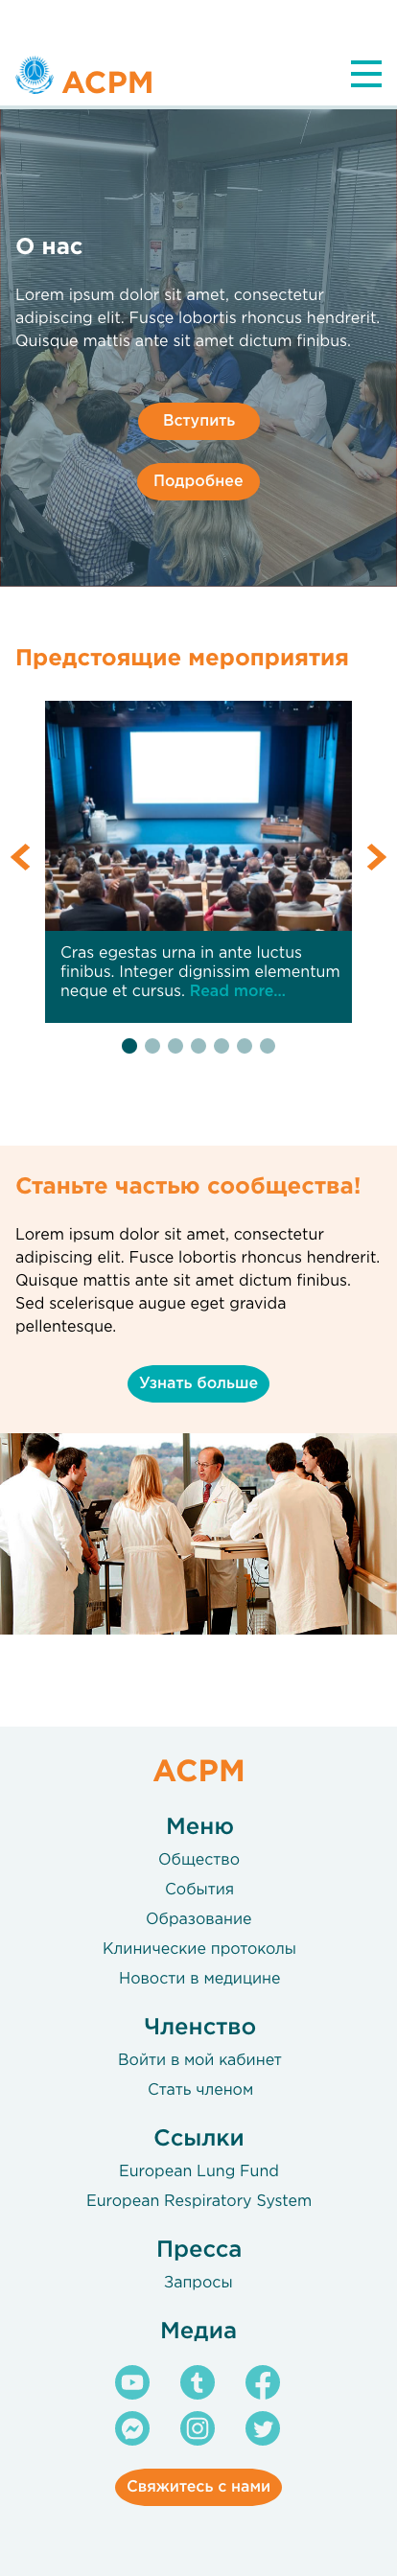 АСРМ
О нас
Lorem ipsum dolor sit amet, consectetur
adipiscing elit. Fusce lobortis rhoncus hendrerit.
Quisque mattis ante sit amet dictum finibus.
Вступить
Подробнее
Предстоящие мероприятия
Cras egestas urna in ante luctus
finibus. Integer dignissim elementum
neque et cursus. Read more...
Станьте частью сообщества!
Lorem ipsum dolor sit amet, consectetur
adipiscing elit. Fusce lobortis rhoncus hendrerit.
Quisque mattis ante sit amet dictum finibus.
Sed scelerisque augue eget gravida
pellentesque.
Узнать больше
АСРМ
Меню
Общество
События
Образование
Клинические протоколы
Новости в медицине
Членство
Войти в мой кабинет
Стать членом
Ссылки
European Lung Fund
European Respiratory System
Пресса
Запросы
Медиа
Свяжитесь с нами